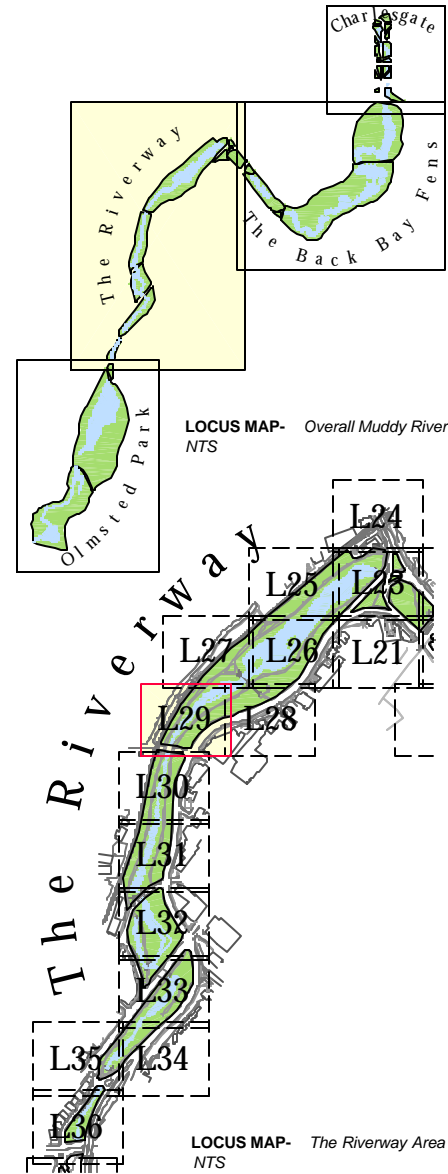 Charlesgate
The Riverway
The Back Bay Fens
Olmsted Park
LOCUS MAP- Overall Muddy River
NTS
The Riverway
L24
L25
L23
L27
L26
L21
L29
L28
L30
L31
L32
L33
L35
L34
L36
LOCUS MAP- The Riverway Area
NTS